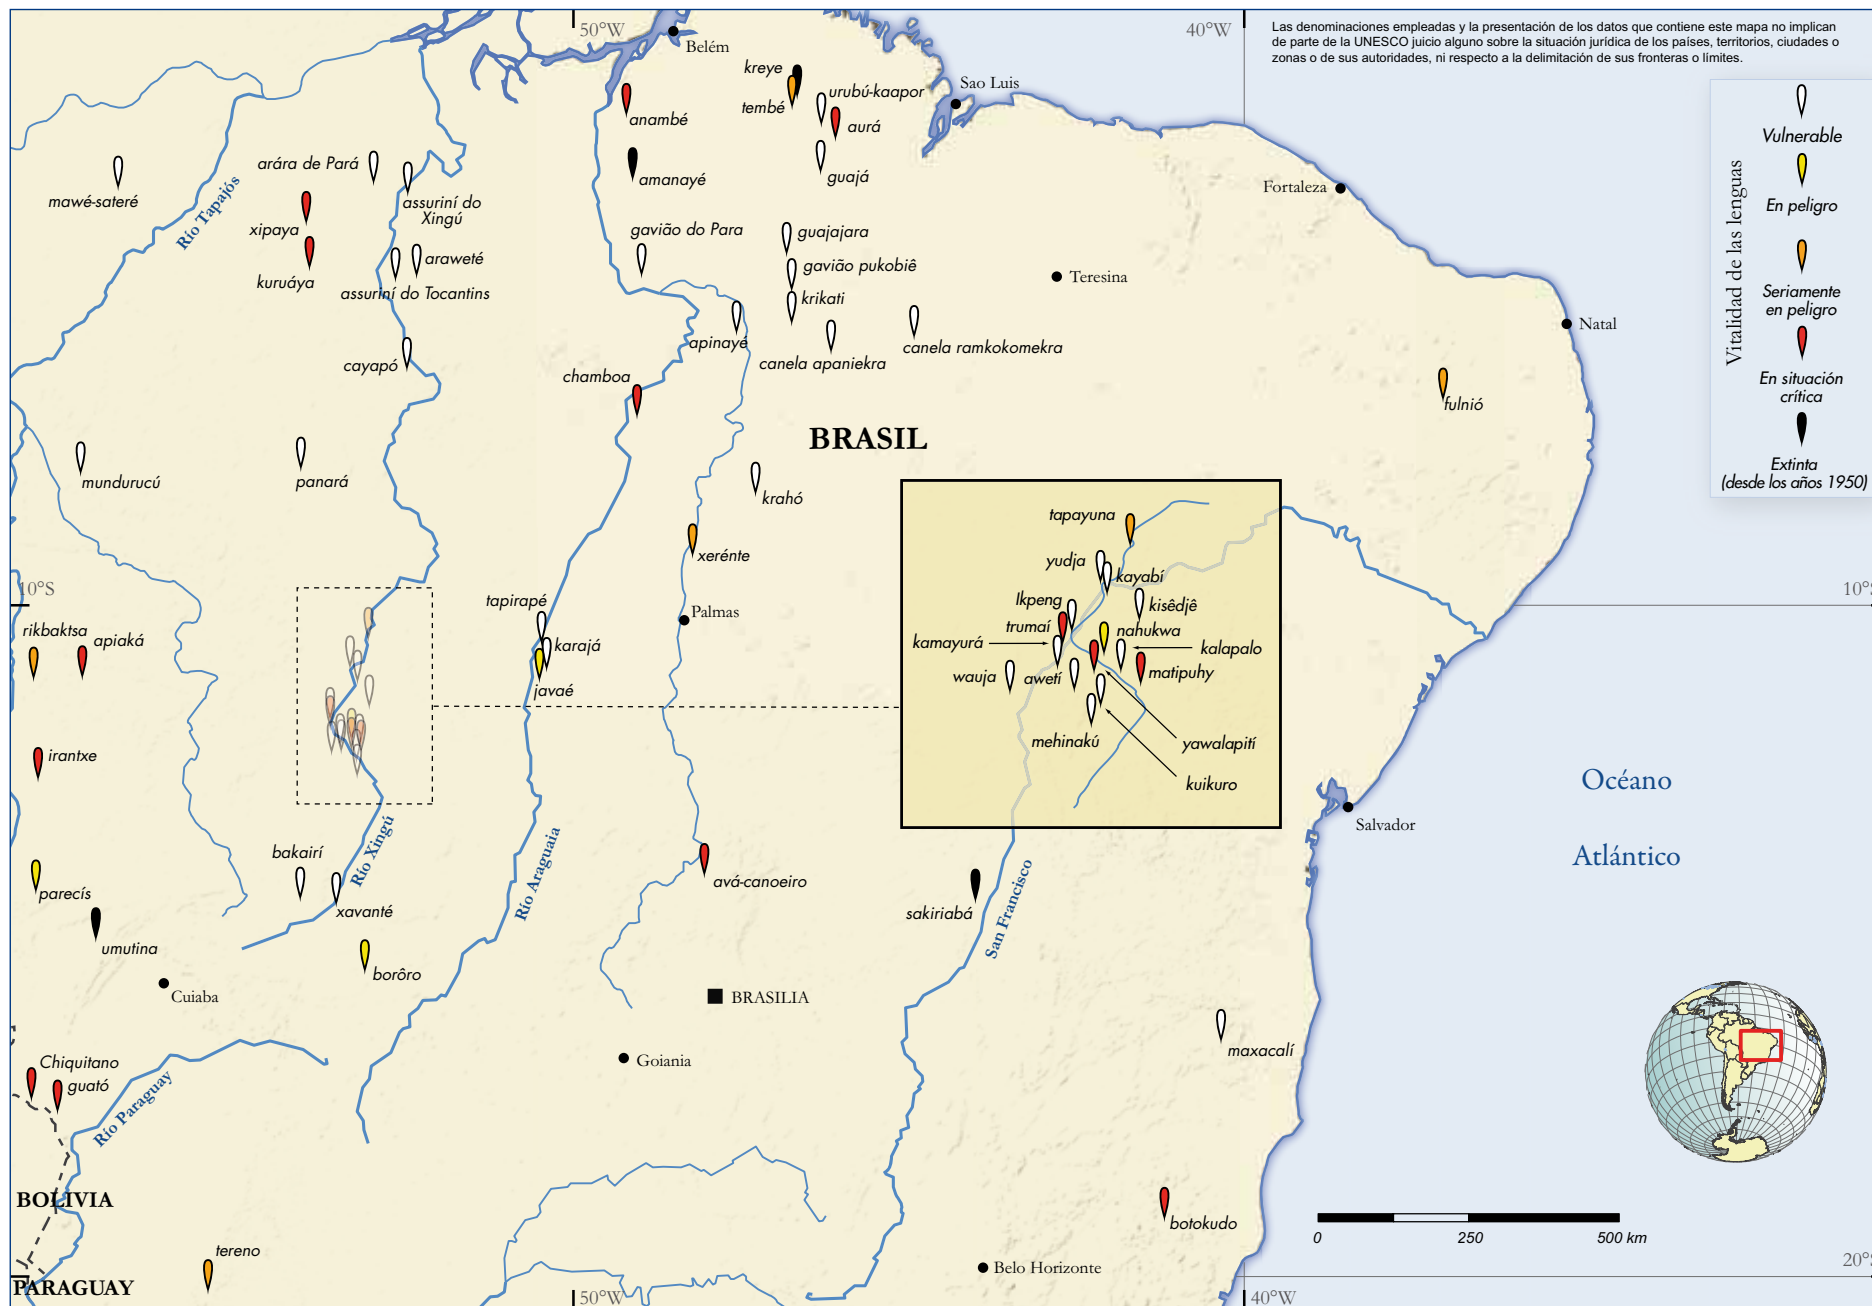 50°W
40°W
Las denominaciones empleadas y la presentación de los datos que contiene este mapa no implican
de parte de la UNESCO juicio alguno sobre la situación jurídica de los países, territorios, ciudades o
zonas o de sus autoridades, ni respecto a la delimitación de sus fronteras o límites.
Belém
kreye
tembé
urubú-kaapor
Sao Luis
anambé
aurá
amanayé
guajá
Vitalidad de las lenguas
Vulnerable
En peligro
Seriamente
en peligro
En situación
crítica
Extinta
(desde los años 1950)
mawé-sateré
Río Tapajós
arára de Pará
assuriní do
Xingú
xipaya
kuruáya
araweté
assuriní do Tocantins
cayapó
gavião do Para
guajajara
gavião pukobiê
krikati
apinayé
canela apaniekra
canela ramkokomekra
Teresina
Fortaleza
Natal
chamboa
fulnió
BRASIL
mundurucú
panará
krahó
xerénte
Palmas
10°S
10°S
rikbaktsa
apiaká
tapirapé
karajá
javaé
tapayuna
yudja
kayabí
Ikpeng
kisêdjê
trumaí
nahukwa
kamayurá
kalapalo
wauja
awetí
matipuhy
mehinakú
yawalapití
kuikuro
irantxe
Océano
Atlántico
Salvador
bakairí
Río Xingú
Río Araguaia
parecís
xavanté
avá-canoeiro
sakiriabá
San Francisco
umutina
borôro
Cuiaba
BRASILIA
Goiania
maxacalí
Chiquitano
guató
Río Paraguay
BOLIVIA
PARAGUAY
tereno
botokudo
Belo Horizonte
0
250
500 km
20°S
50°W
40°W